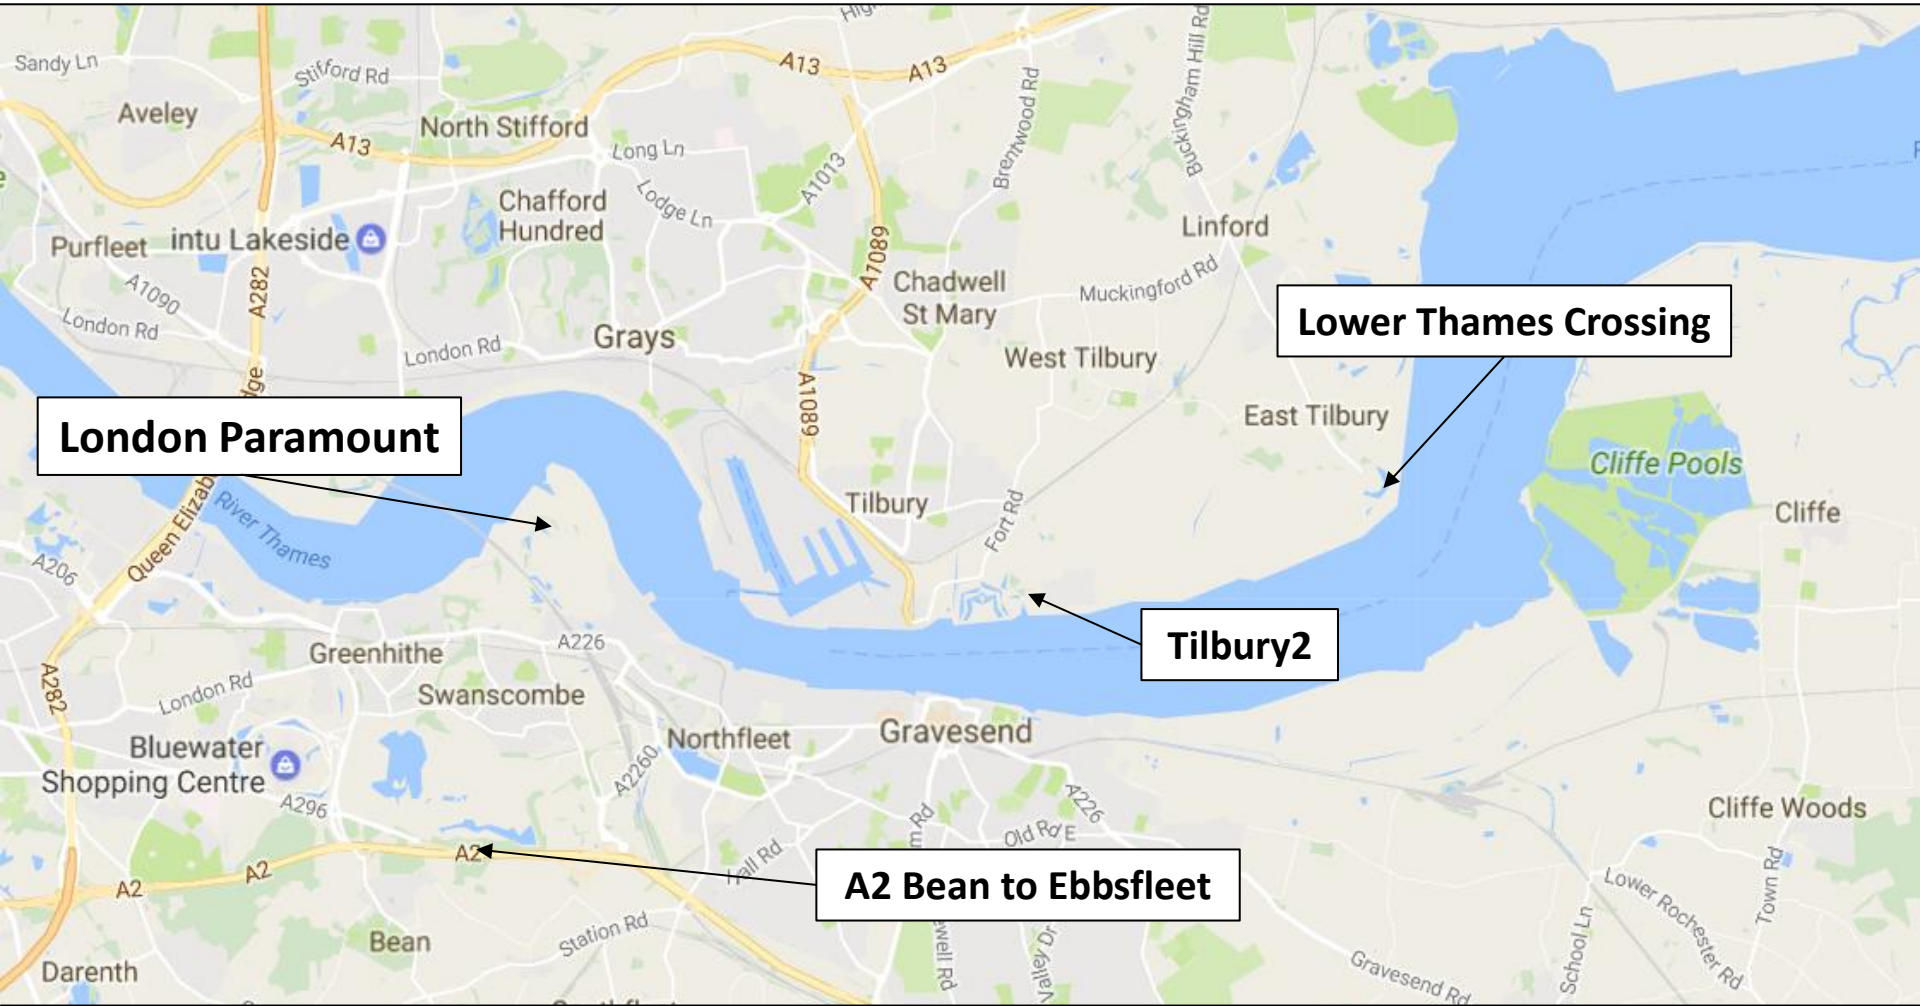 Sandy Ln
Stifford Rd
A13
A13
Buckingham Hill Rd
Aveley
North Stifford
A13
Long Ln
Brentwood Rd
A1013
Lodge Ln
Chafford
Hundred
Linford
Purfleet
intu Lakeside
A1089
A282
A1090
Chadwell
St Mary
Muckingford Rd
London Rd
Grays
London Rd
Lower Thames Crossing
West Tilbury
A1089
East Tilbury
London Paramount
Cliffe Pools
Tilbury
Cliffe
Fort Rd
River Thames
Queen Elizab
dge
A206
Tilbury2
A226
Greenhithe
A282
London Rd
Swanscombe
Northfleet
Gravesend
Bluewater
Shopping Centre
A2260
A296
A226
Cliffe Woods
Old Rd E
A2
A2
A2
Hall Rd
A2 Bean to Ebbsfleet
Town Rd
Lower Rochester Rd
Bean
Station Rd
School Ln
Valley Dr
Gravesend Rd
Darenth